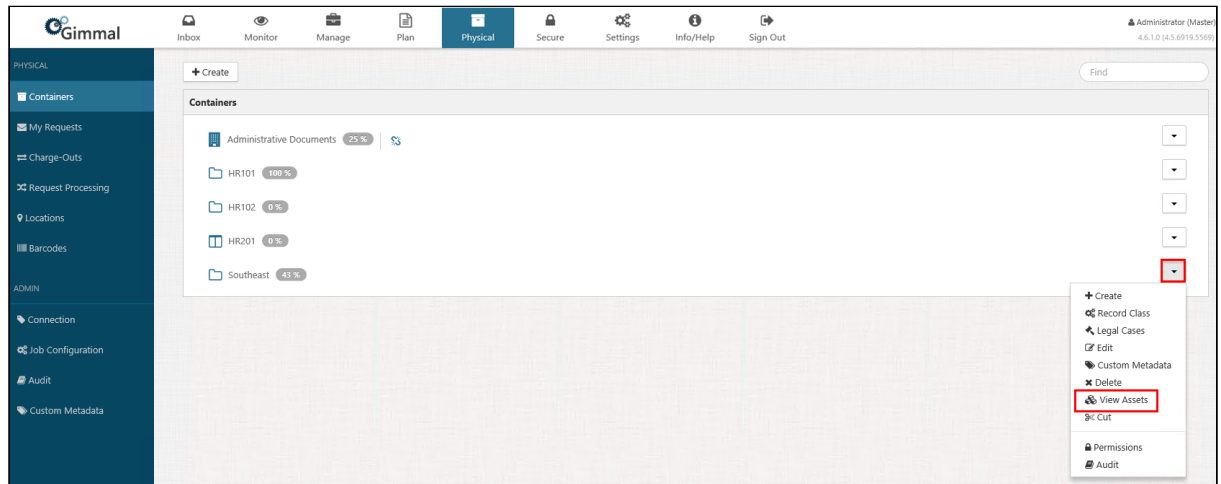 Gimmal
Inbox
Monitor
Manage
Plan
Physical
Secure
Settings
Info/Help
Sign Out
Administrator (Master)
4.6.1.0 (4.5.6919.5569)
PHYSICAL
Containers
My Requests
Charge-Outs
Request Processing
Locations
Barcodes
ADMIN
Connection
Job Configuration
Audit
Custom Metadata
+ Create
Find
Containers
Administrative Documents 25 %
HR101 100 %
HR102 0 %
HR201 0 %
Southeast 43 %
+ Create
Record Class
Legal Cases
Edit
Custom Metadata
Delete
View Assets
Cut
Permissions
Audit